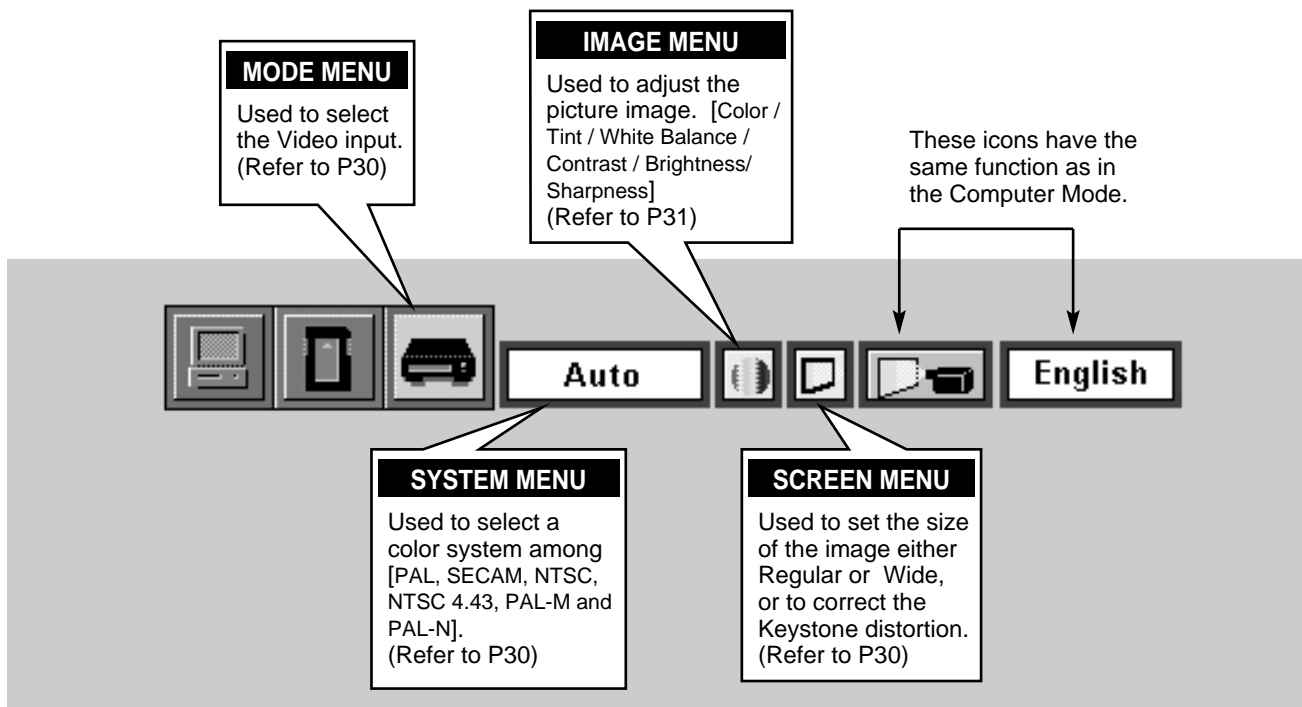 MODE MENU
Used to select
the Video input.
(Refer to P30)
IMAGE MENU
Used to adjust the
picture image. [Color /
Tint / White Balance /
Contrast / Brightness/
Sharpness]
(Refer to P31)
These icons have the
same function as in
the Computer Mode.
Auto
English
SYSTEM MENU
Used to select a
color system among
[PAL, SECAM, NTSC,
NTSC 4.43, PAL-M and
PAL-N].
(Refer to P30)
SCREEN MENU
Used to set the size
of the image either
Regular or Wide,
or to correct the
Keystone distortion.
(Refer to P30)